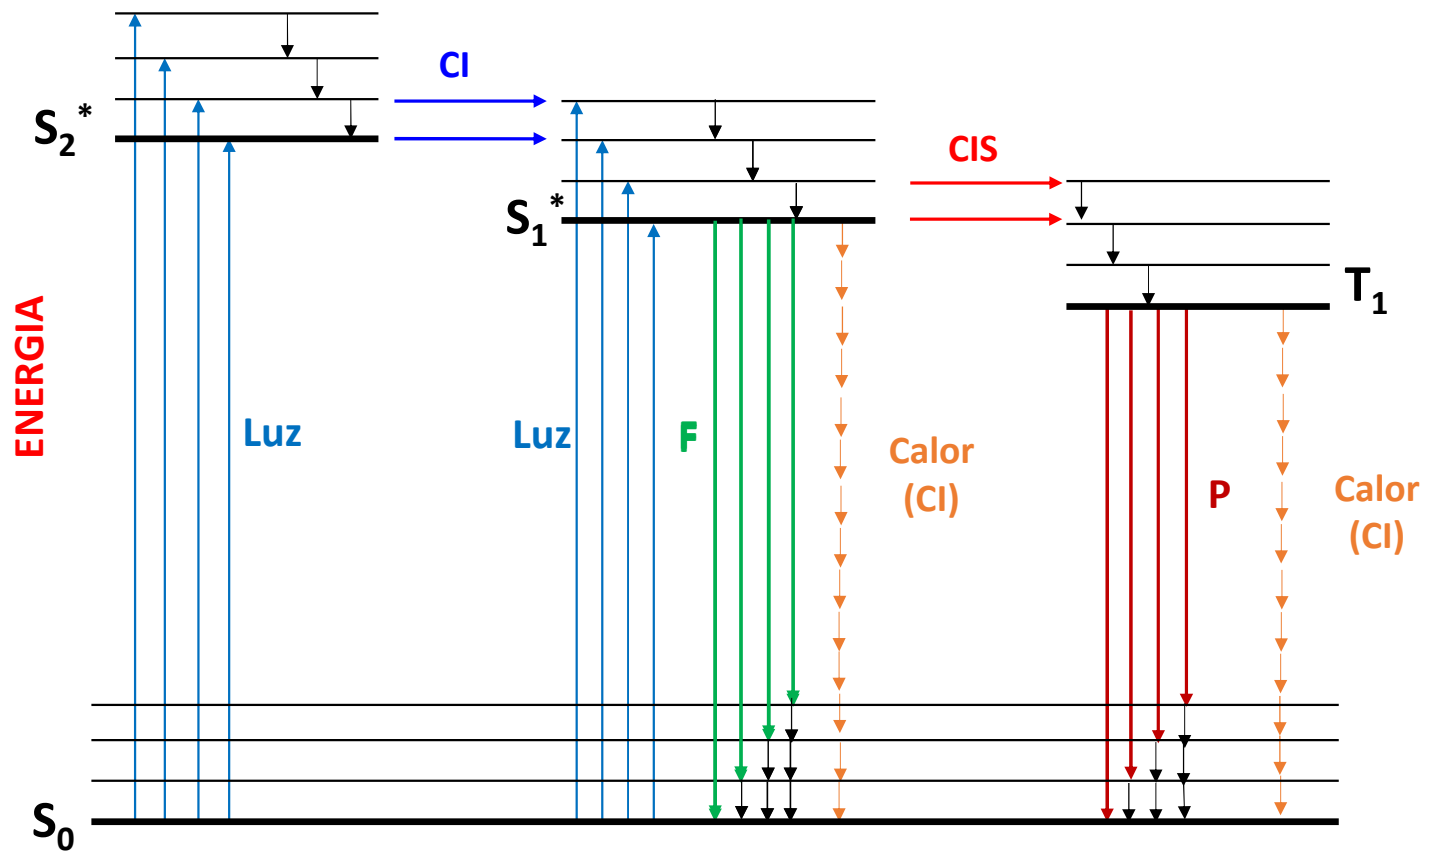 CI
S2*
CIS
S1*
T1
ENERGIA
Luz
Luz
F
Calor
(CI)
P
Calor
(CI)
S0